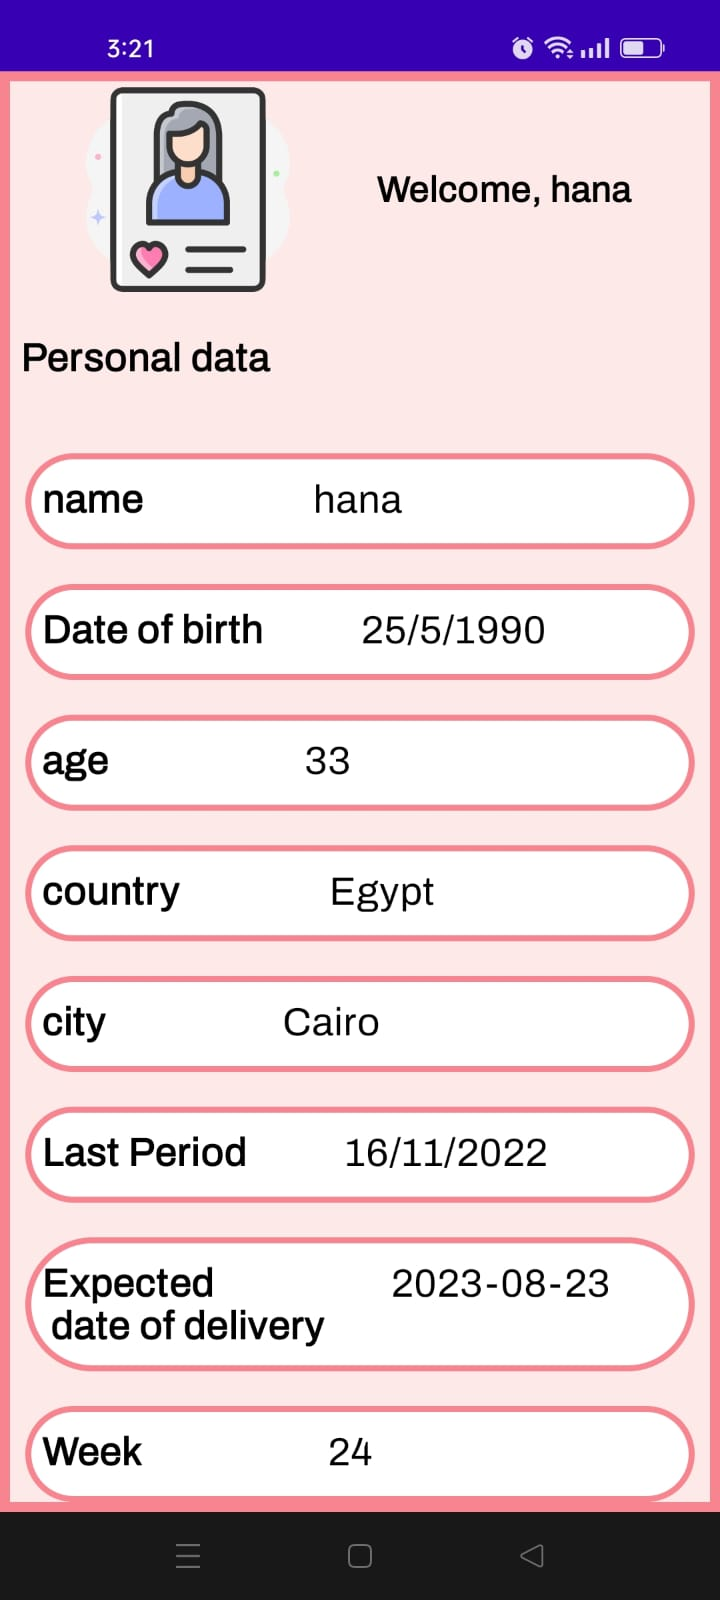 3:21
Welcome, hana
Personal data
name hana
Date of birth 25/5/1990
age 33
country Egypt
city Cairo
Last Period 16/11/2022
Expected 2023-08-23
date of delivery
Week 24